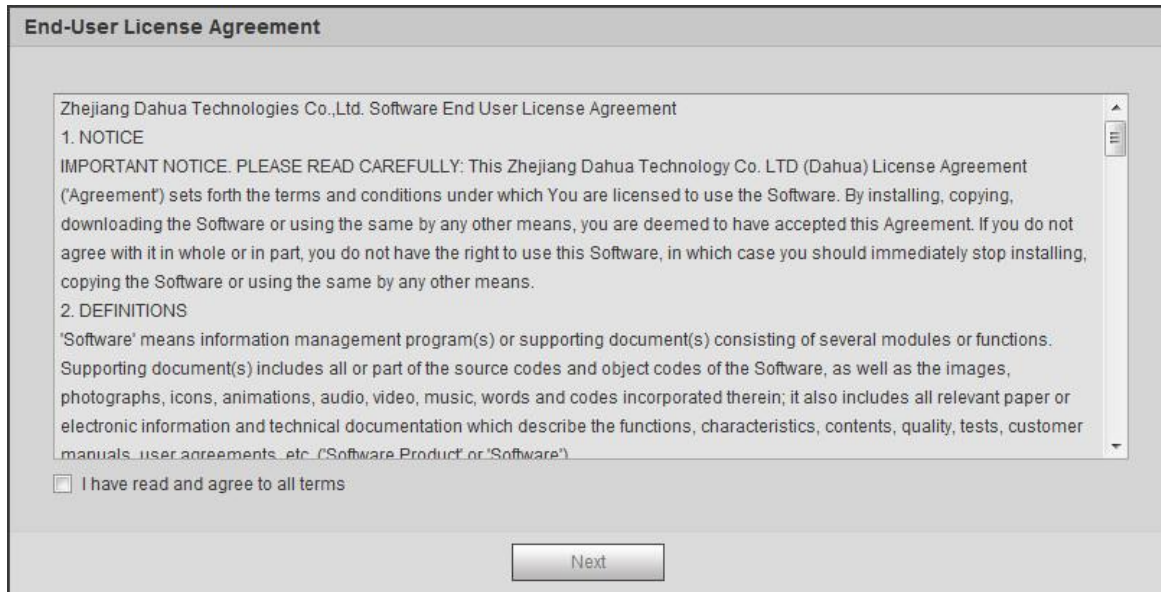 End-User License Agreement
Zhejiang Dahua Technologies Co.,Ltd. Software End User License Agreement
1. NOTICE
IMPORTANT NOTICE. PLEASE READ CAREFULLY: This Zhejiang Dahua Technology Co. LTD (Dahua) License Agreement
('Agreement') sets forth the terms and conditions under which You are licensed to use the Software. By installing, copying,
downloading the Software or using the same by any other means, you are deemed to have accepted this Agreement. If you do not
agree with it in whole or in part, you do not have the right to use this Software, in which case you should immediately stop installing,
copying the Software or using the same by any other means.
2. DEFINITIONS
'Software' means information management program(s) or supporting document(s) consisting of several modules or functions.
Supporting document(s) includes all or part of the source codes and object codes of the Software, as well as the images,
photographs, icons, animations, audio, video, music, words and codes incorporated therein; it also includes all relevant paper or
electronic information and technical documentation which describe the functions, characteristics, contents, quality, tests, customer
manuals, user agreements, etc. ('Software Product' or 'Software')
I have read and agree to all terms
Next